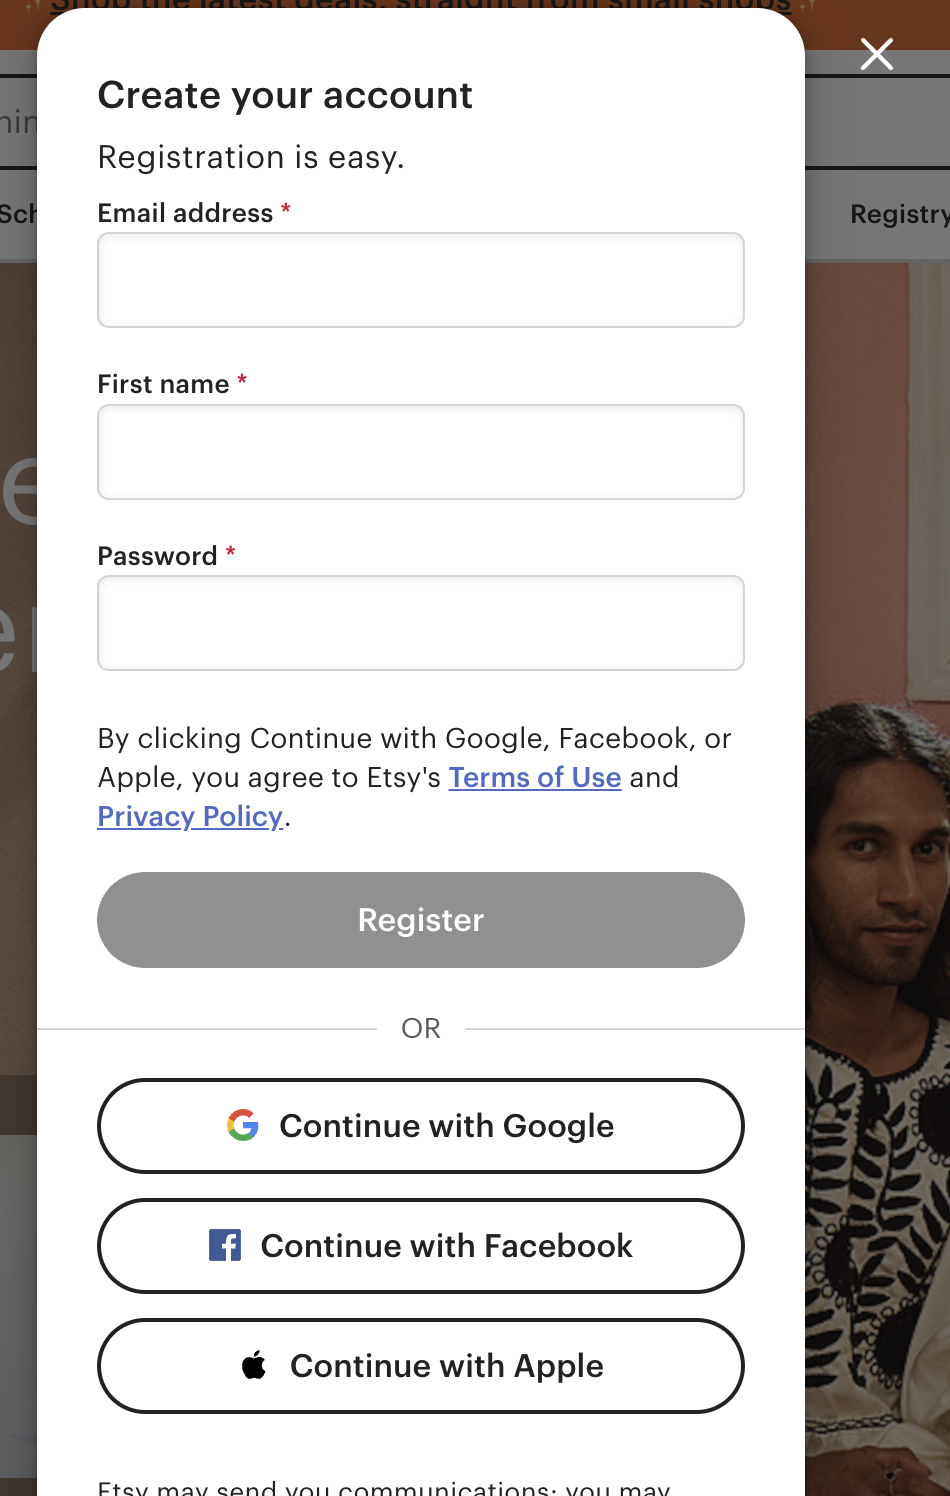 Shop the latest deals, straight from small shops
Registry
Create your account
Registration is easy.
Email address *
First name *
Password *
By clicking Continue with Google, Facebook, or
Apple, you agree to Etsy's Terms of Use and
Privacy Policy.
Register
OR
Continue with Google
Continue with Facebook
Continue with Apple
Etsy may send you communications; you may